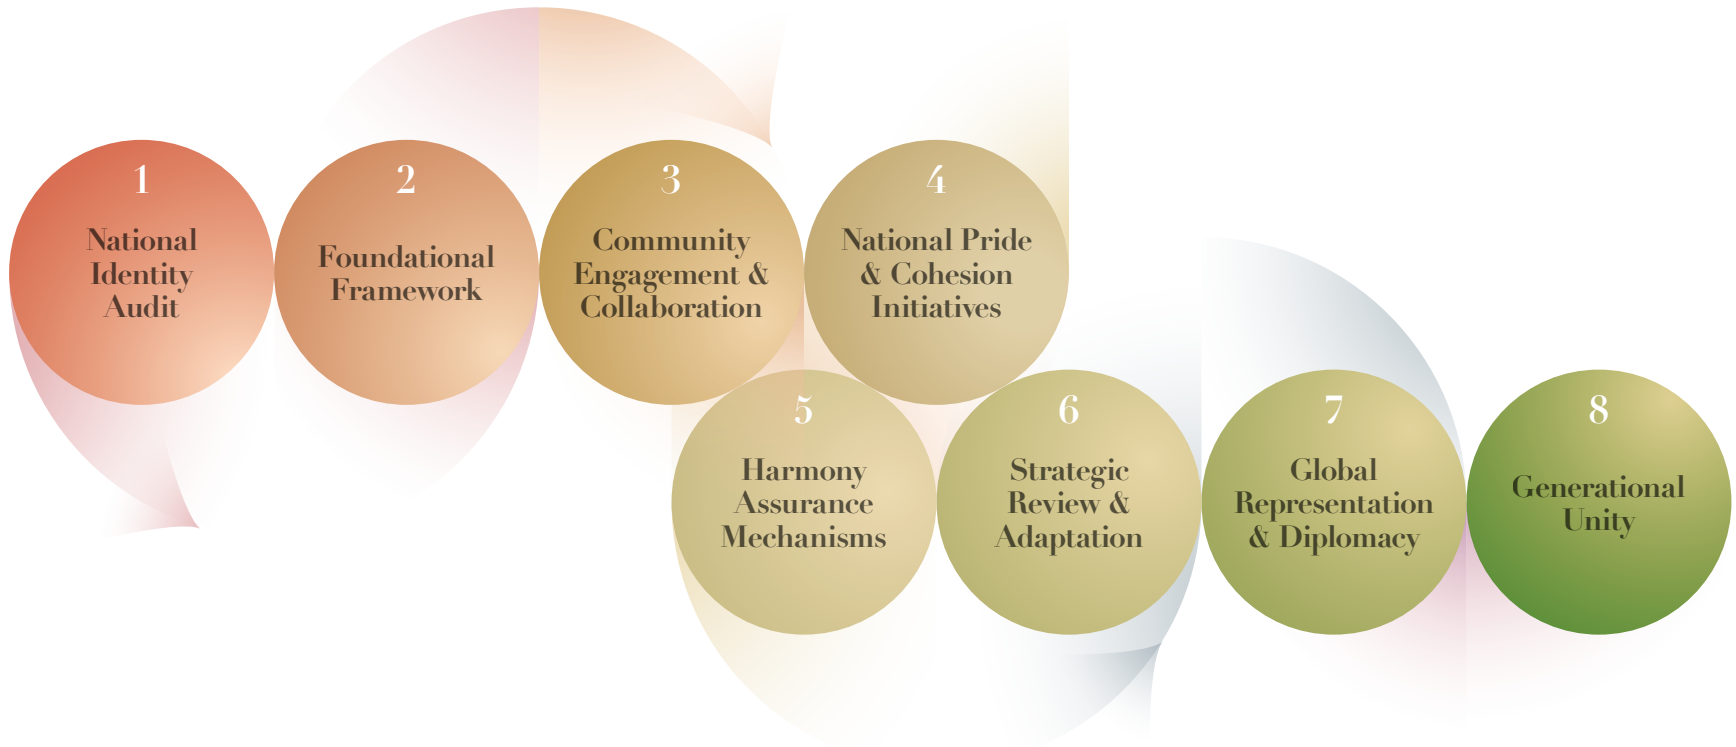 1
National
Identity
Audit
2
Foundational
Framework
3
Community
Engagement &
Collaboration
4
National Pride
& Cohesion
Initiatives
5
Harmony
Assurance
Mechanisms
6
Strategic
Review &
Adaptation
7
Global
Representation
& Diplomacy
8
Generational
Unity